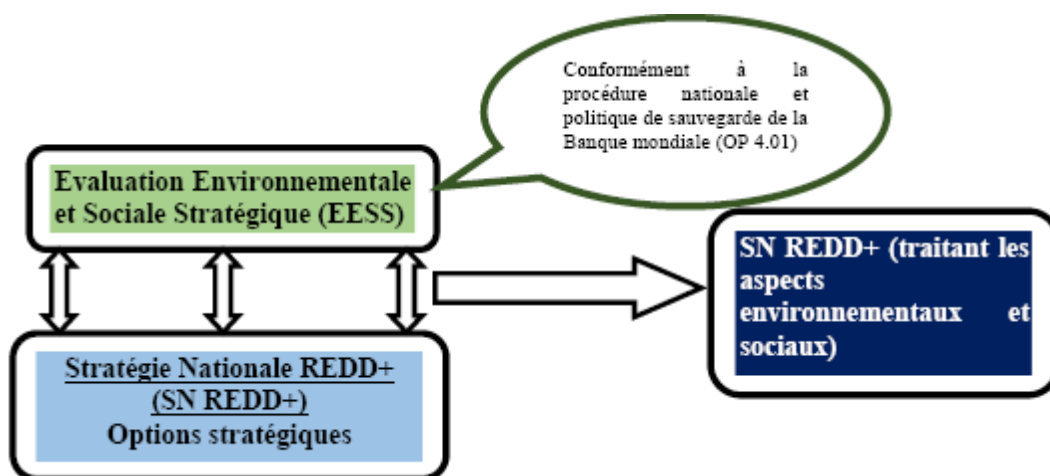 Conformément à la
procédure nationale et
politique de sauvegarde de la
Banque mondiale (OP 4.01)
Evaluation Environnementale
et Sociale Stratégique (EESS)
SN REDD+ (traitant les
aspects
environnementaux et
sociaux)
Stratégie Nationale REDD+
(SN REDD+)
Options stratégiques